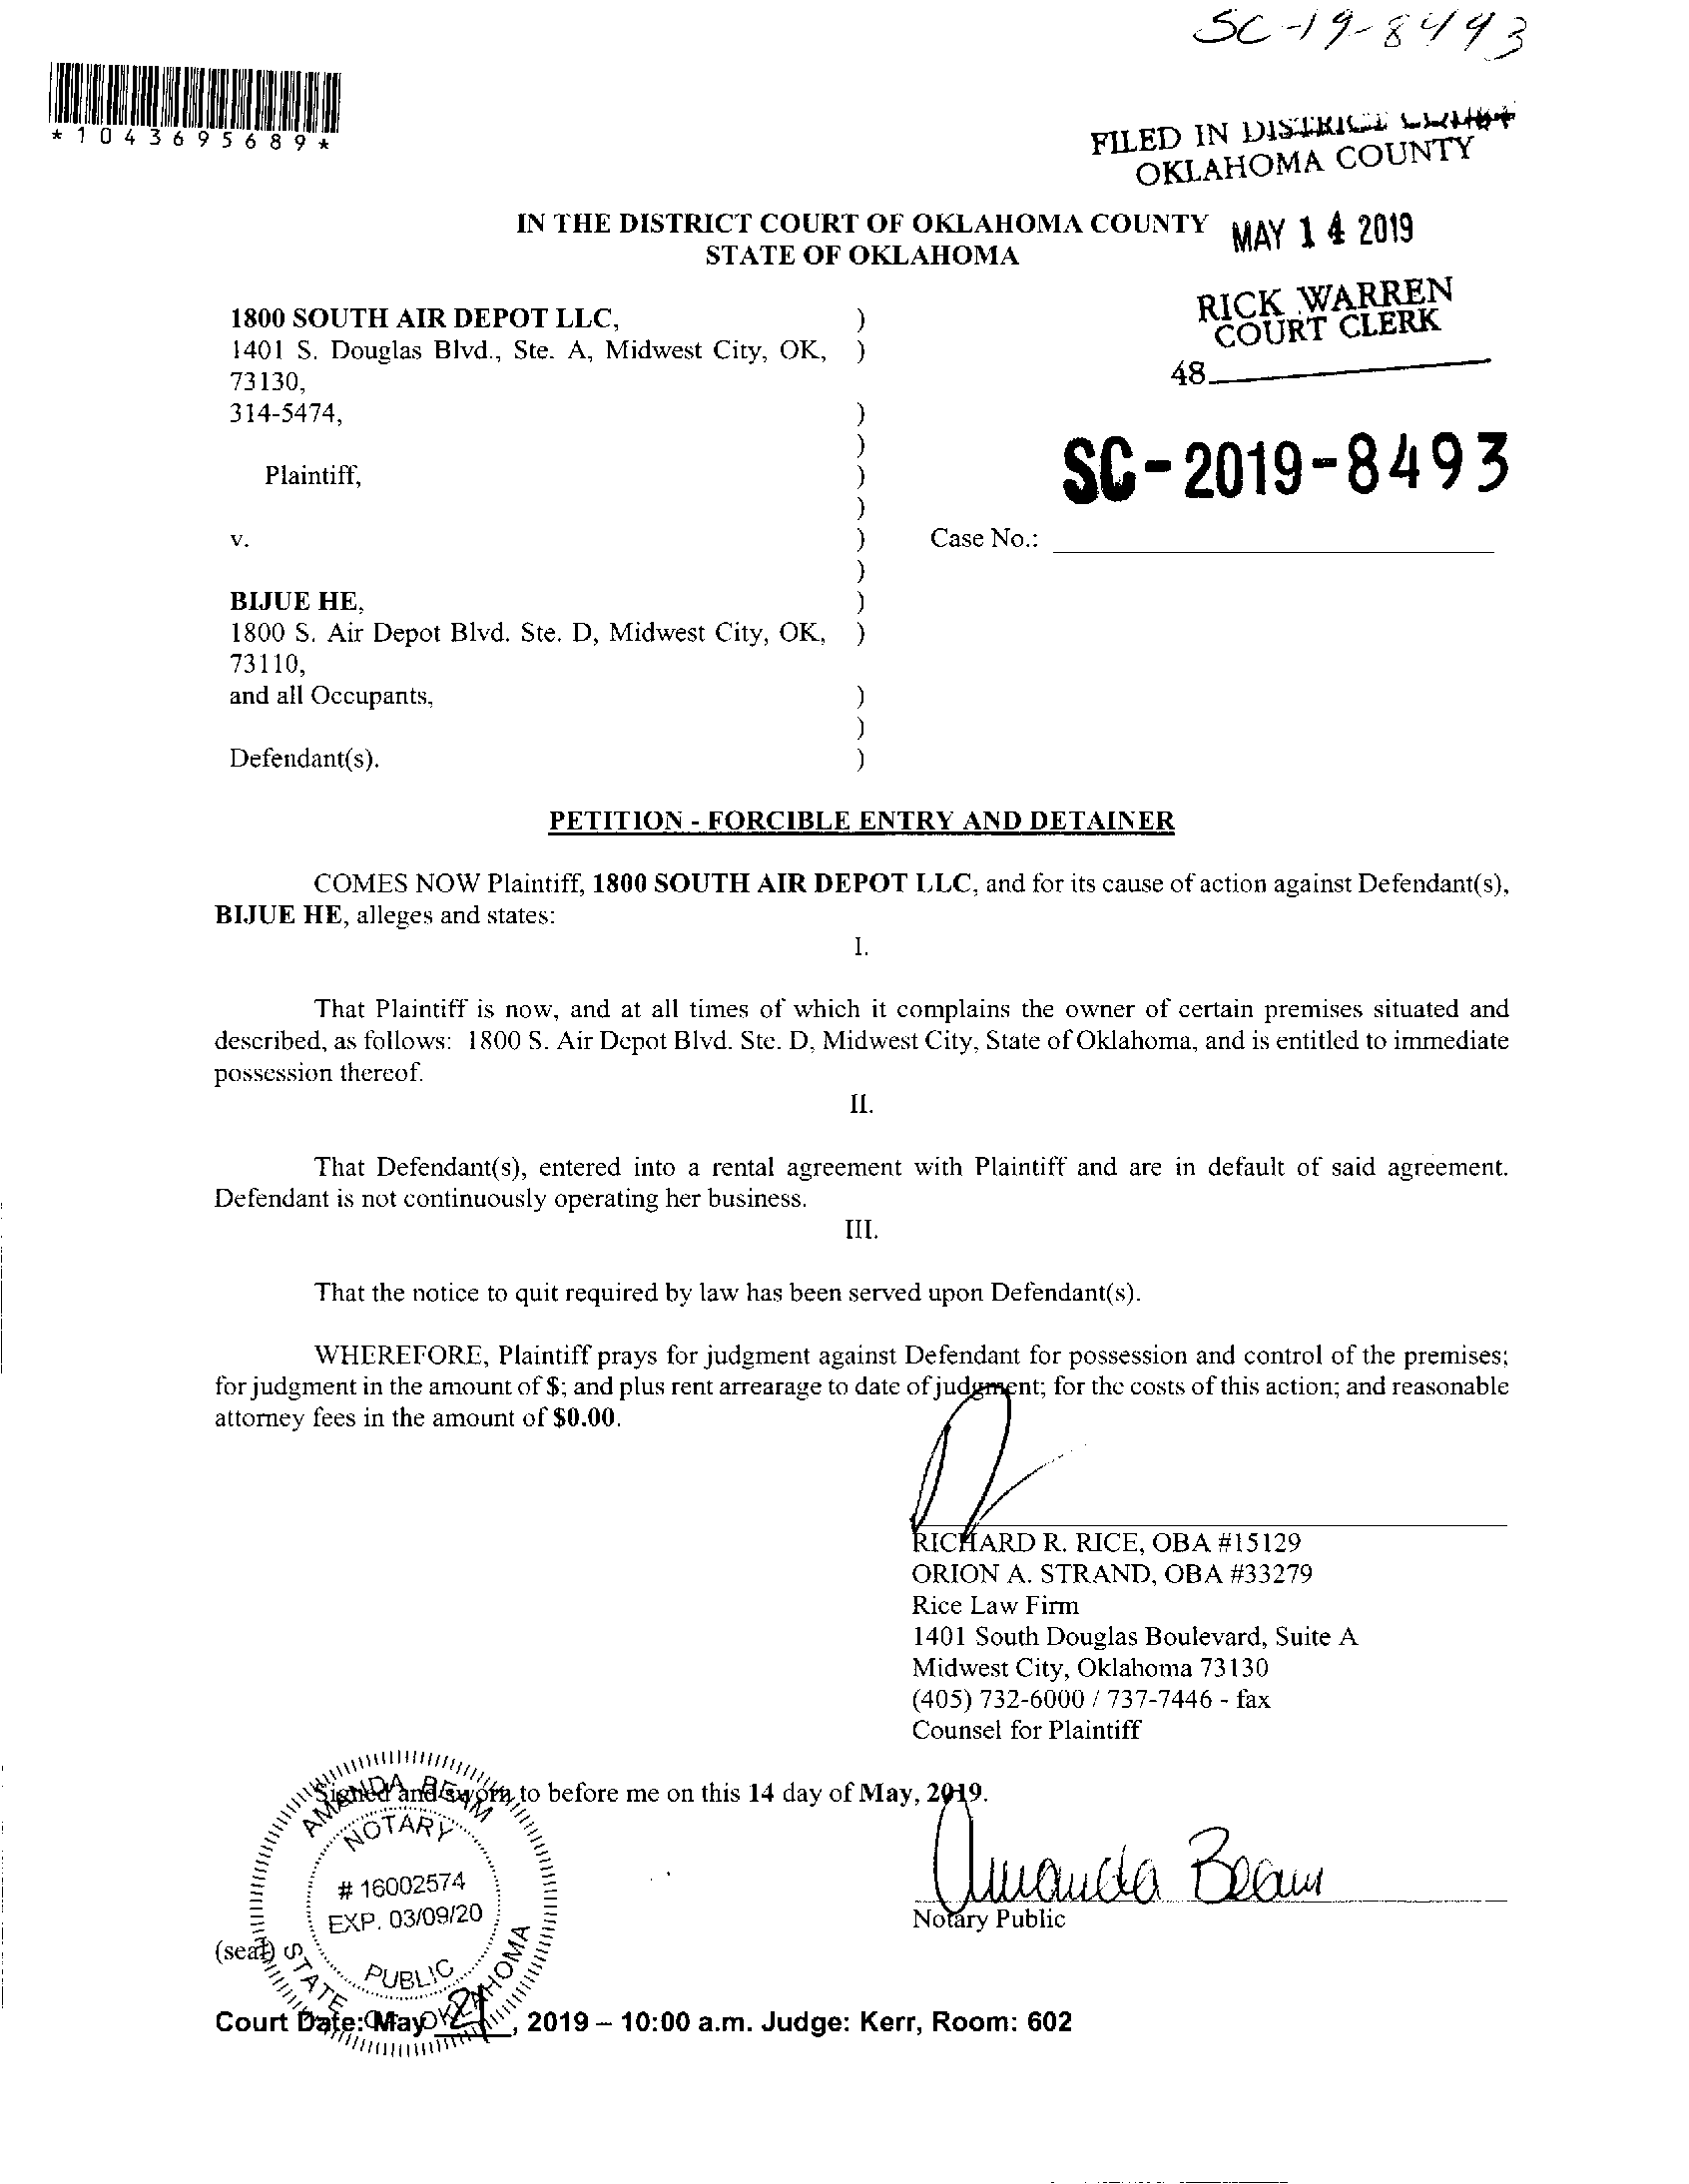 SC-19-8493
*1043695689*
FILED IN DISTRICT COURT
OKLAHOMA COUNTY
IN THE DISTRICT COURT OF OKLAHOMA COUNTY
STATE OF OKLAHOMA
MAY 14 2019
RICK WARREN
COURT CLERK
48
1800 SOUTH AIR DEPOT LLC, )
1401 S. Douglas Blvd., Ste. A, Midwest City, OK, )
73130,
314-5474, )
)
Plaintiff, )
SC-2019-8493
)
v. ) Case No.:
)
BIJUE HE, )
1800 S. Air Depot Blvd. Ste. D, Midwest City, OK, )
73110,
and all Occupants, )
)
Defendant(s). )
PETITION - FORCIBLE ENTRY AND DETAINER
COMES NOW Plaintiff, 1800 SOUTH AIR DEPOT LLC, and for its cause of action against Defendant(s),
BIJUE HE, alleges and states:
I.
That Plaintiff is now, and at all times of which it complains the owner of certain premises situated and
described, as follows: 1800 S. Air Depot Blvd. Ste. D, Midwest City, State of Oklahoma, and is entitled to immediate
possession thereof.
II.
That Defendant(s), entered into a rental agreement with Plaintiff and are in default of said agreement.
Defendant is not continuously operating her business.
III.
That the notice to quit required by law has been served upon Defendant(s).
WHEREFORE, Plaintiff prays for judgment against Defendant for possession and control of the premises;
for judgment in the amount of $; and plus rent arrearage to date of judgment; for the costs of this action; and reasonable
attorney fees in the amount of $0.00.
RICHARD R. RICE, OBA #15129
ORION A. STRAND, OBA #33279
Rice Law Firm
1401 South Douglas Boulevard, Suite A
Midwest City, Oklahoma 73130
(405) 732-6000 / 737-7446 - fax
Counsel for Plaintiff
Signed and sworn to before me on this 14 day of May, 2019.
AMANDA BEAM
NOTARY
# 16002574
EXP. 03/09/20
PUBLIC
STATE OF OKLAHOMA
Amanda Beam
Notary Public
(seal)
Court Date: May 21, 2019 – 10:00 a.m. Judge: Kerr, Room: 602